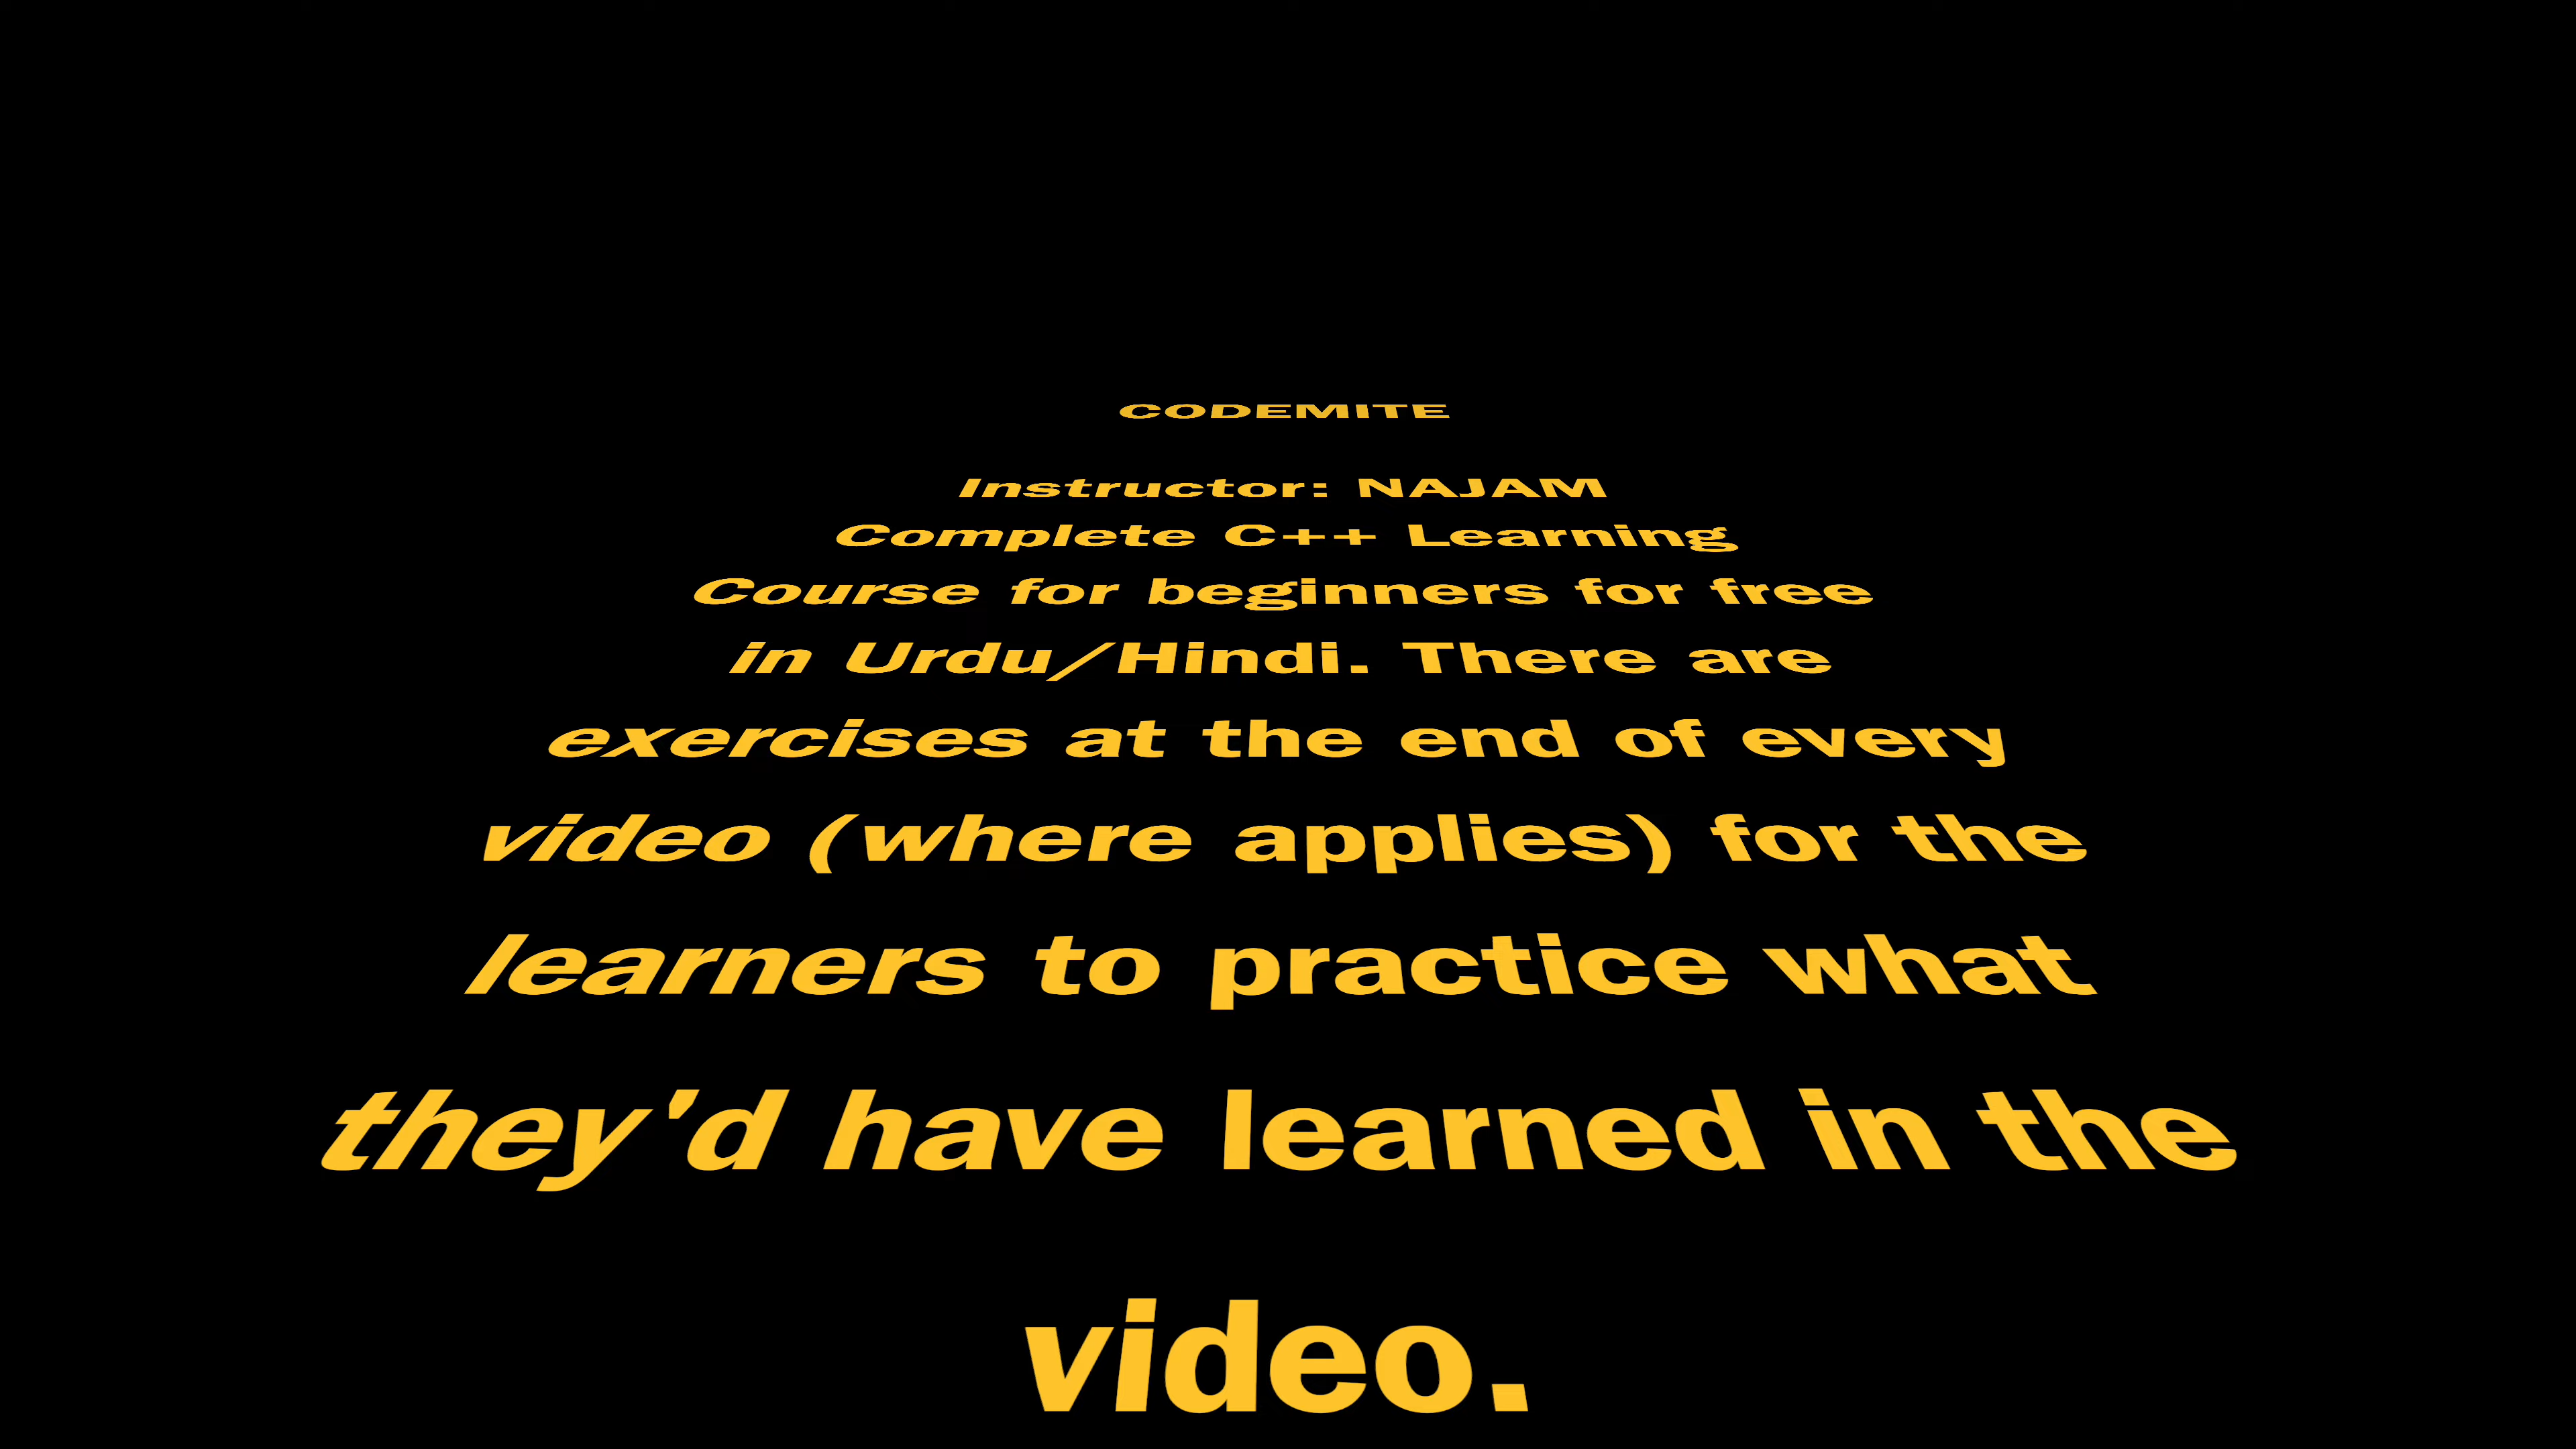 CODEMITE
Instructor: NAJAM
Complete C++ Learning
Course for beginners for free
in Urdu/Hindi. There are
exercises at the end of every
video (where applies) for the
learners to practice what
they'd have learned in the
video.